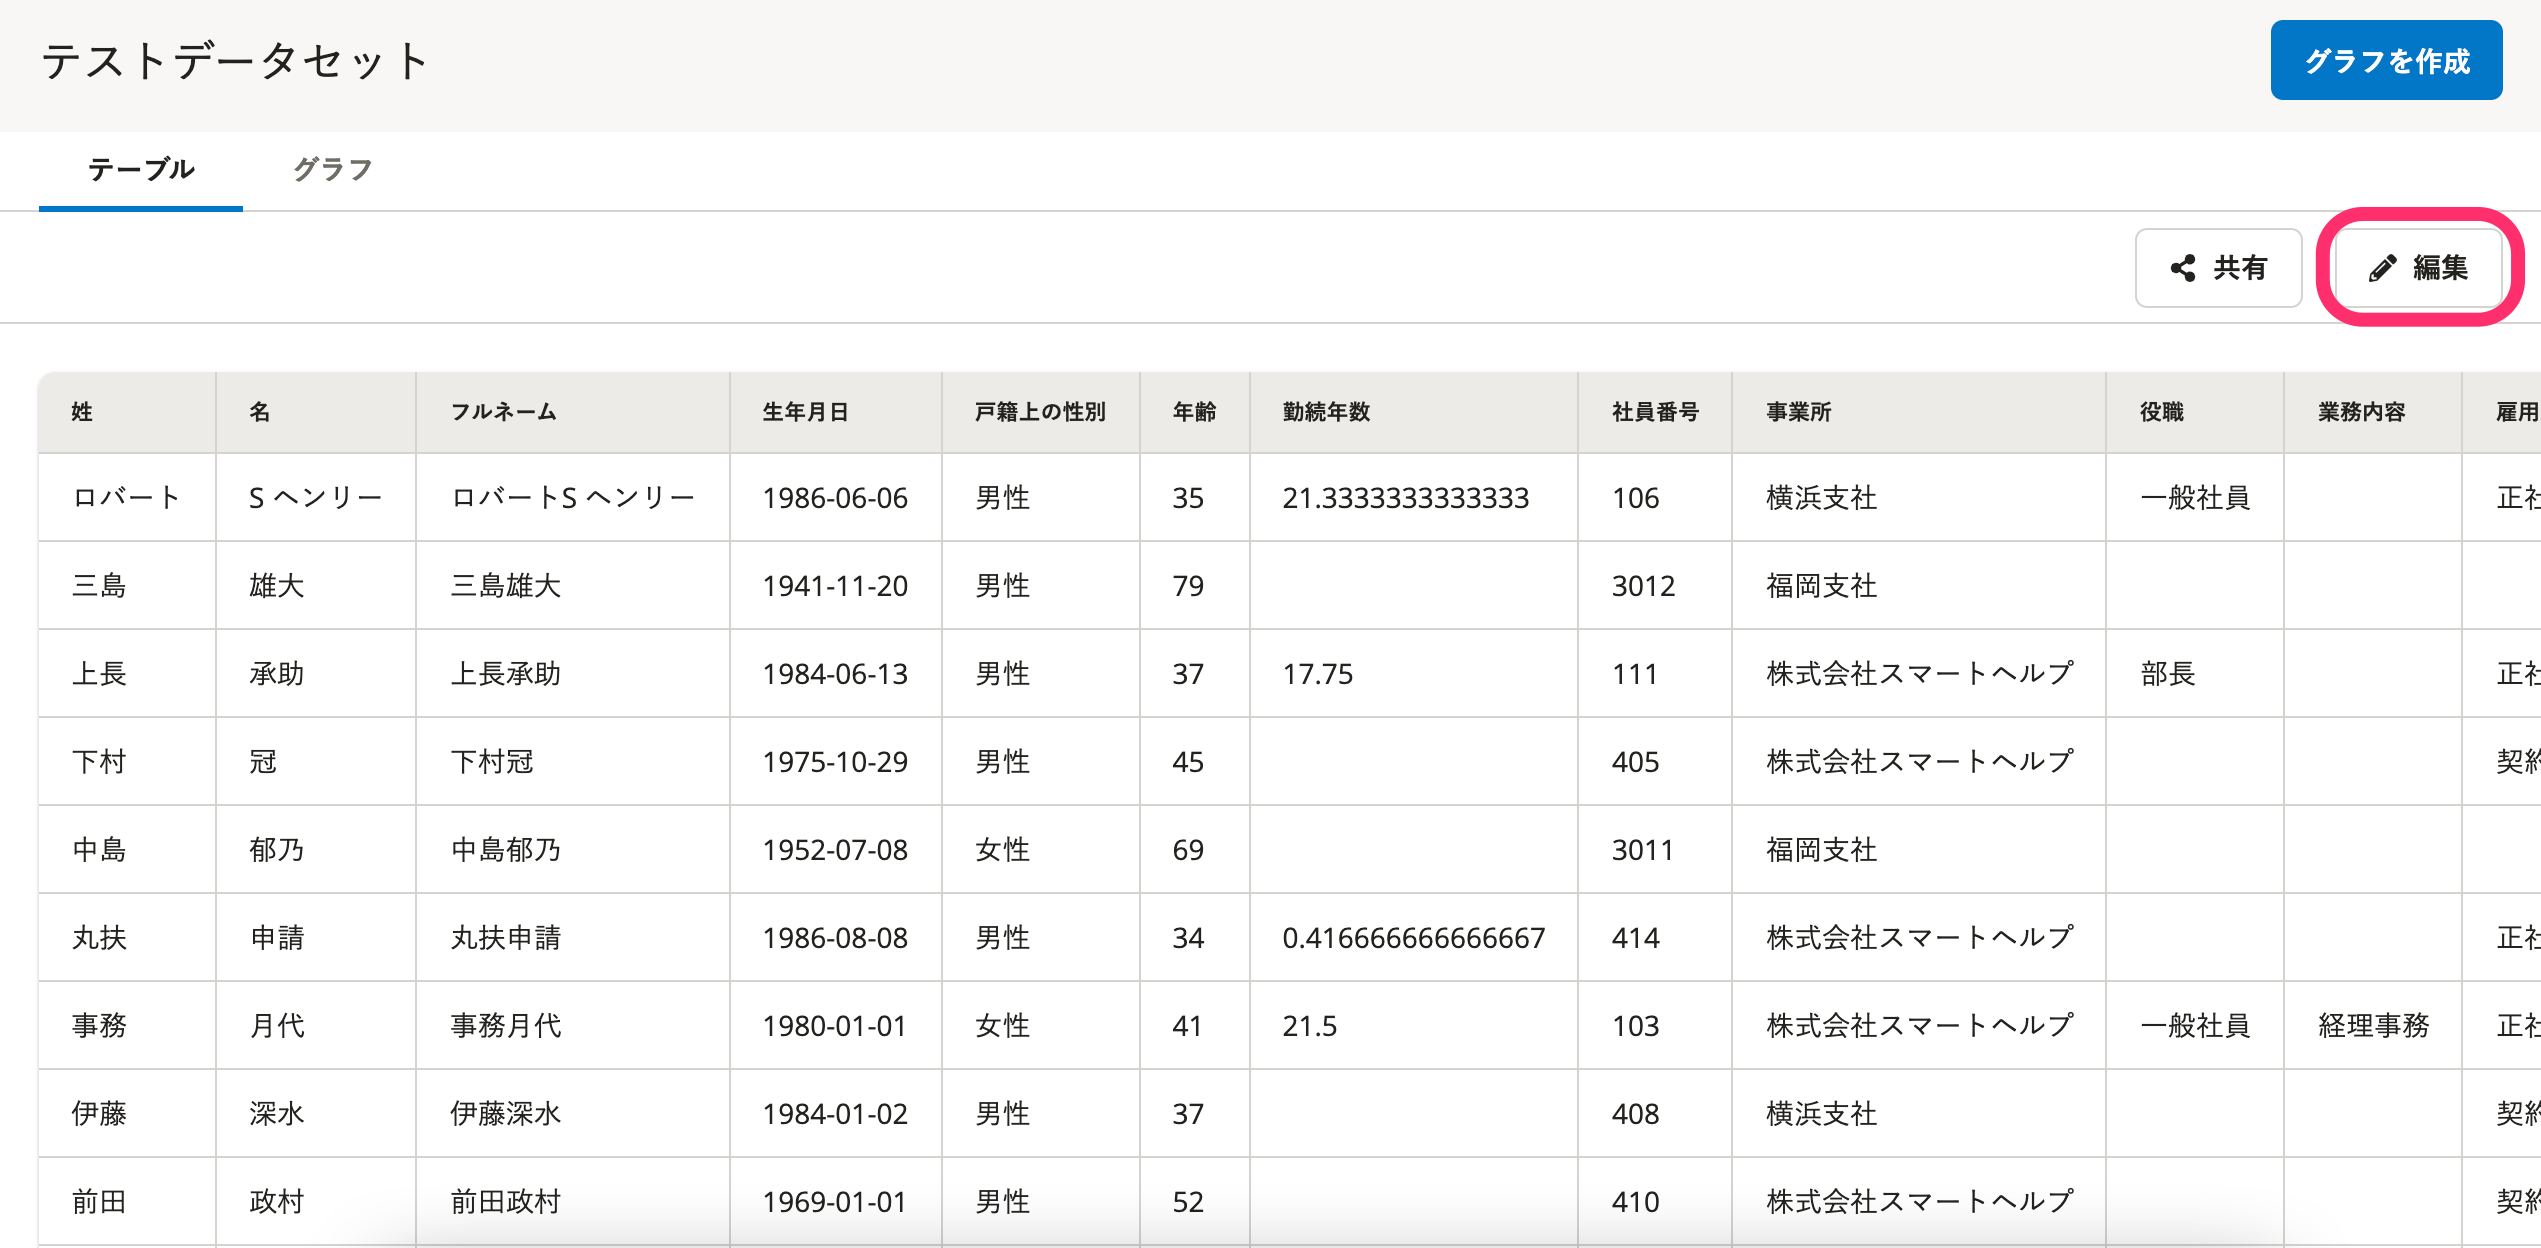 テストデータセット
グラフを作成
テーブル グラフ
共有 編集
姓 名 フルネーム 生年月日 戸籍上の性別 年齢 勤続年数 社員番号 事業所 役職 業務内容 雇用
ロバート S ヘンリー ロバートS ヘンリー 1986-06-06 男性 35 21.3333333333333 106 横浜支社 一般社員 正社
三島 雄大 三島雄大 1941-11-20 男性 79 3012 福岡支社
上長 承助 上長承助 1984-06-13 男性 37 17.75 111 株式会社スマートヘルプ 部長 正社
下村 冠 下村冠 1975-10-29 男性 45 405 株式会社スマートヘルプ 契約
中島 郁乃 中島郁乃 1952-07-08 女性 69 3011 福岡支社
丸扶 申請 丸扶申請 1986-08-08 男性 34 0.416666666666667 414 株式会社スマートヘルプ 正社
事務 月代 事務月代 1980-01-01 女性 41 21.5 103 株式会社スマートヘルプ 一般社員 経理事務 正社
伊藤 深水 伊藤深水 1984-01-02 男性 37 408 横浜支社 契約
前田 政村 前田政村 1969-01-01 男性 52 410 株式会社スマートヘルプ 契約